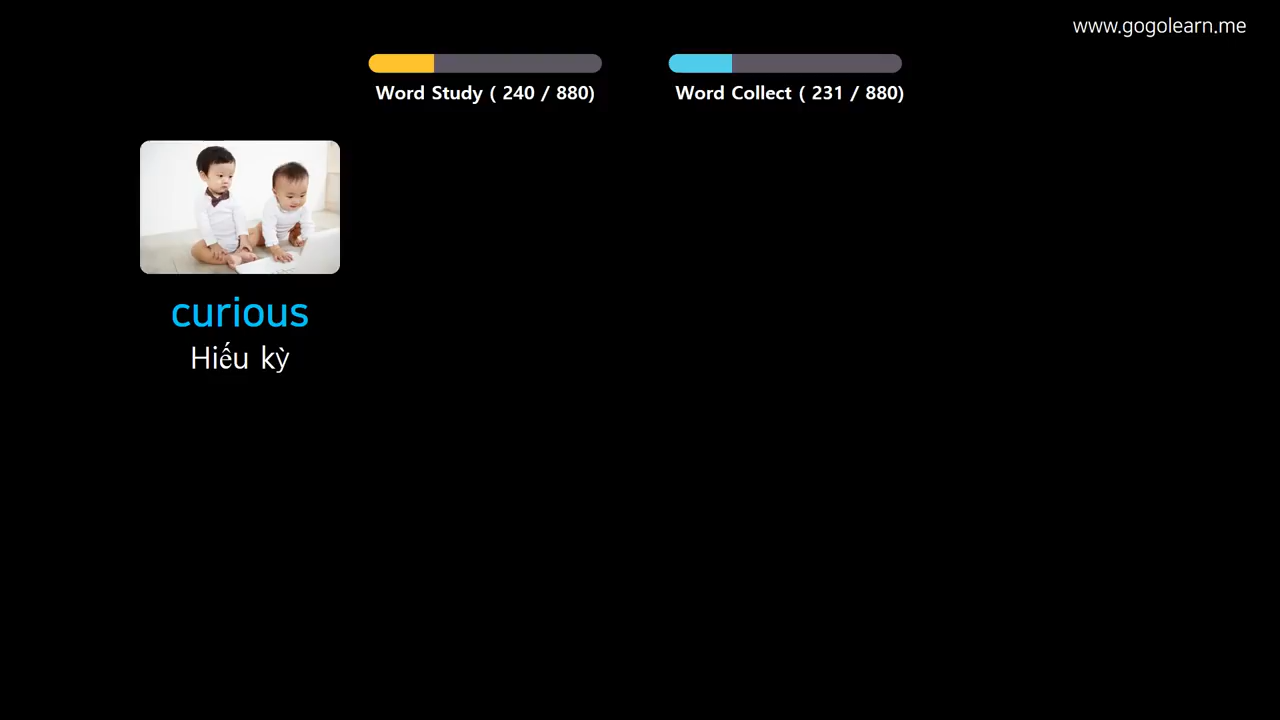 www.gogolearn.me
Word Study ( 240 / 880)
Word Collect ( 231 / 880)
curious
Hiếu kỳ